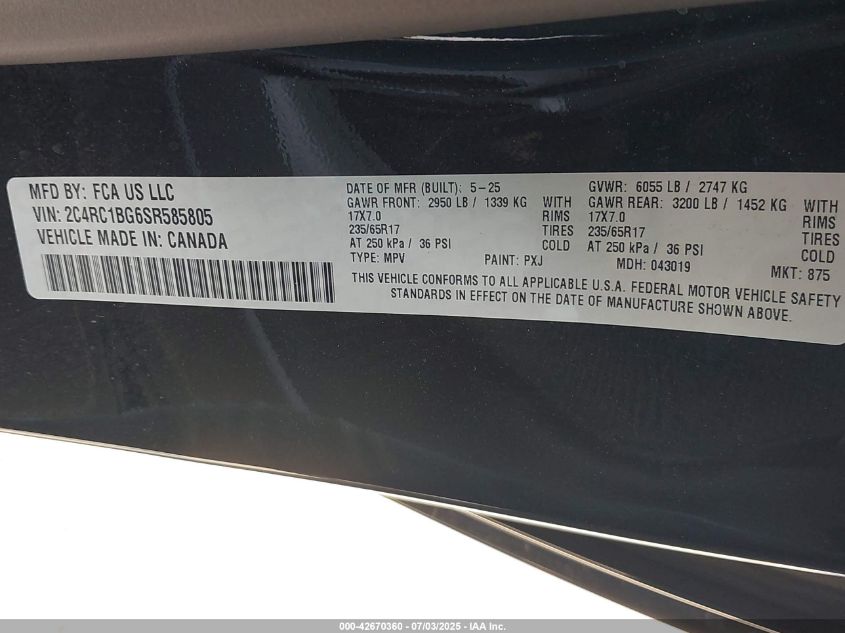 MFD BY: FCA US LLC
VIN: 2C4RC1BG6SR585805
VEHICLE MADE IN: CANADA
DATE OF MFR (BUILT): 5-25
GAWR FRONT: 2950 LB / 1339 KG WITH
17X7.0 RIMS
235/65R17 TIRES
AT 250 kPa / 36 PSI COLD
TYPE: MPV PAINT: PXJ
GVWR: 6055 LB / 2747 KG
GAWR REAR: 3200 LB / 1452 KG WITH
17X7.0 RIMS
235/65R17 TIRES
AT 250 kPa / 36 PSI COLD
MDH: 043019 MKT: 875
THIS VEHICLE CONFORMS TO ALL APPLICABLE U.S.A. FEDERAL MOTOR VEHICLE SAFETY
STANDARDS IN EFFECT ON THE DATE OF MANUFACTURE SHOWN ABOVE.
000-42670360 - 07/03/2025 - IAA Inc.